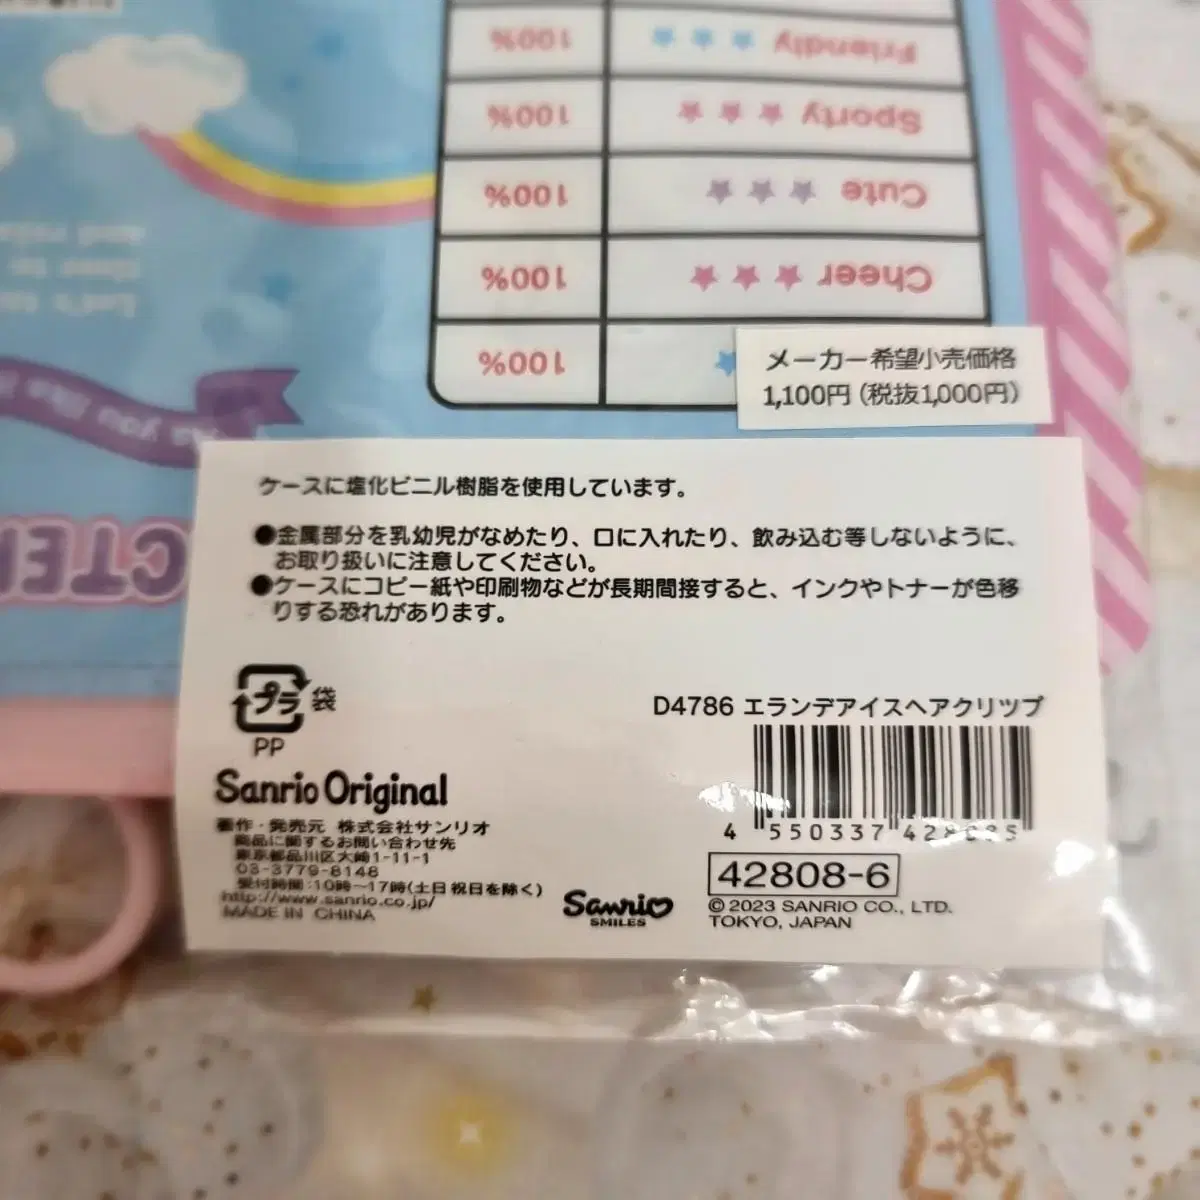 Friendly ★★★ 100%
Sporty ★★★★ 100%
Cute ★★★★ 100%
Cheer ★★★★ 100%
★ 100%
メーカー希望小売価格
1,100円(税抜1,000円)
ケースに塩化ビニル樹脂を使用しています。
●金属部分を乳幼児がなめたり、口に入れたり、飲み込む等しないように、
お取り扱いに注意してください。
●ケースにコピー紙や印刷物などが長期間接すると、インクやトナーが色移
りする恐れがあります。
プラ 袋
PP
D4786 エランデアイスヘアクリツプ
4 550337 428085
42808-6
Sanrio Original
著作・発売元 株式会社サンリオ
商品に関するお問い合わせ先
東京都品川区大崎1-11-1
03-3779-8148
受付時間:10時~17時(土日祝日を除く)
http://www.sanrio.co.jp/
MADE IN CHINA
Sanrio
SMILES
© 2023 SANRIO CO., LTD.
TOKYO, JAPAN
you like
Let's
CTE